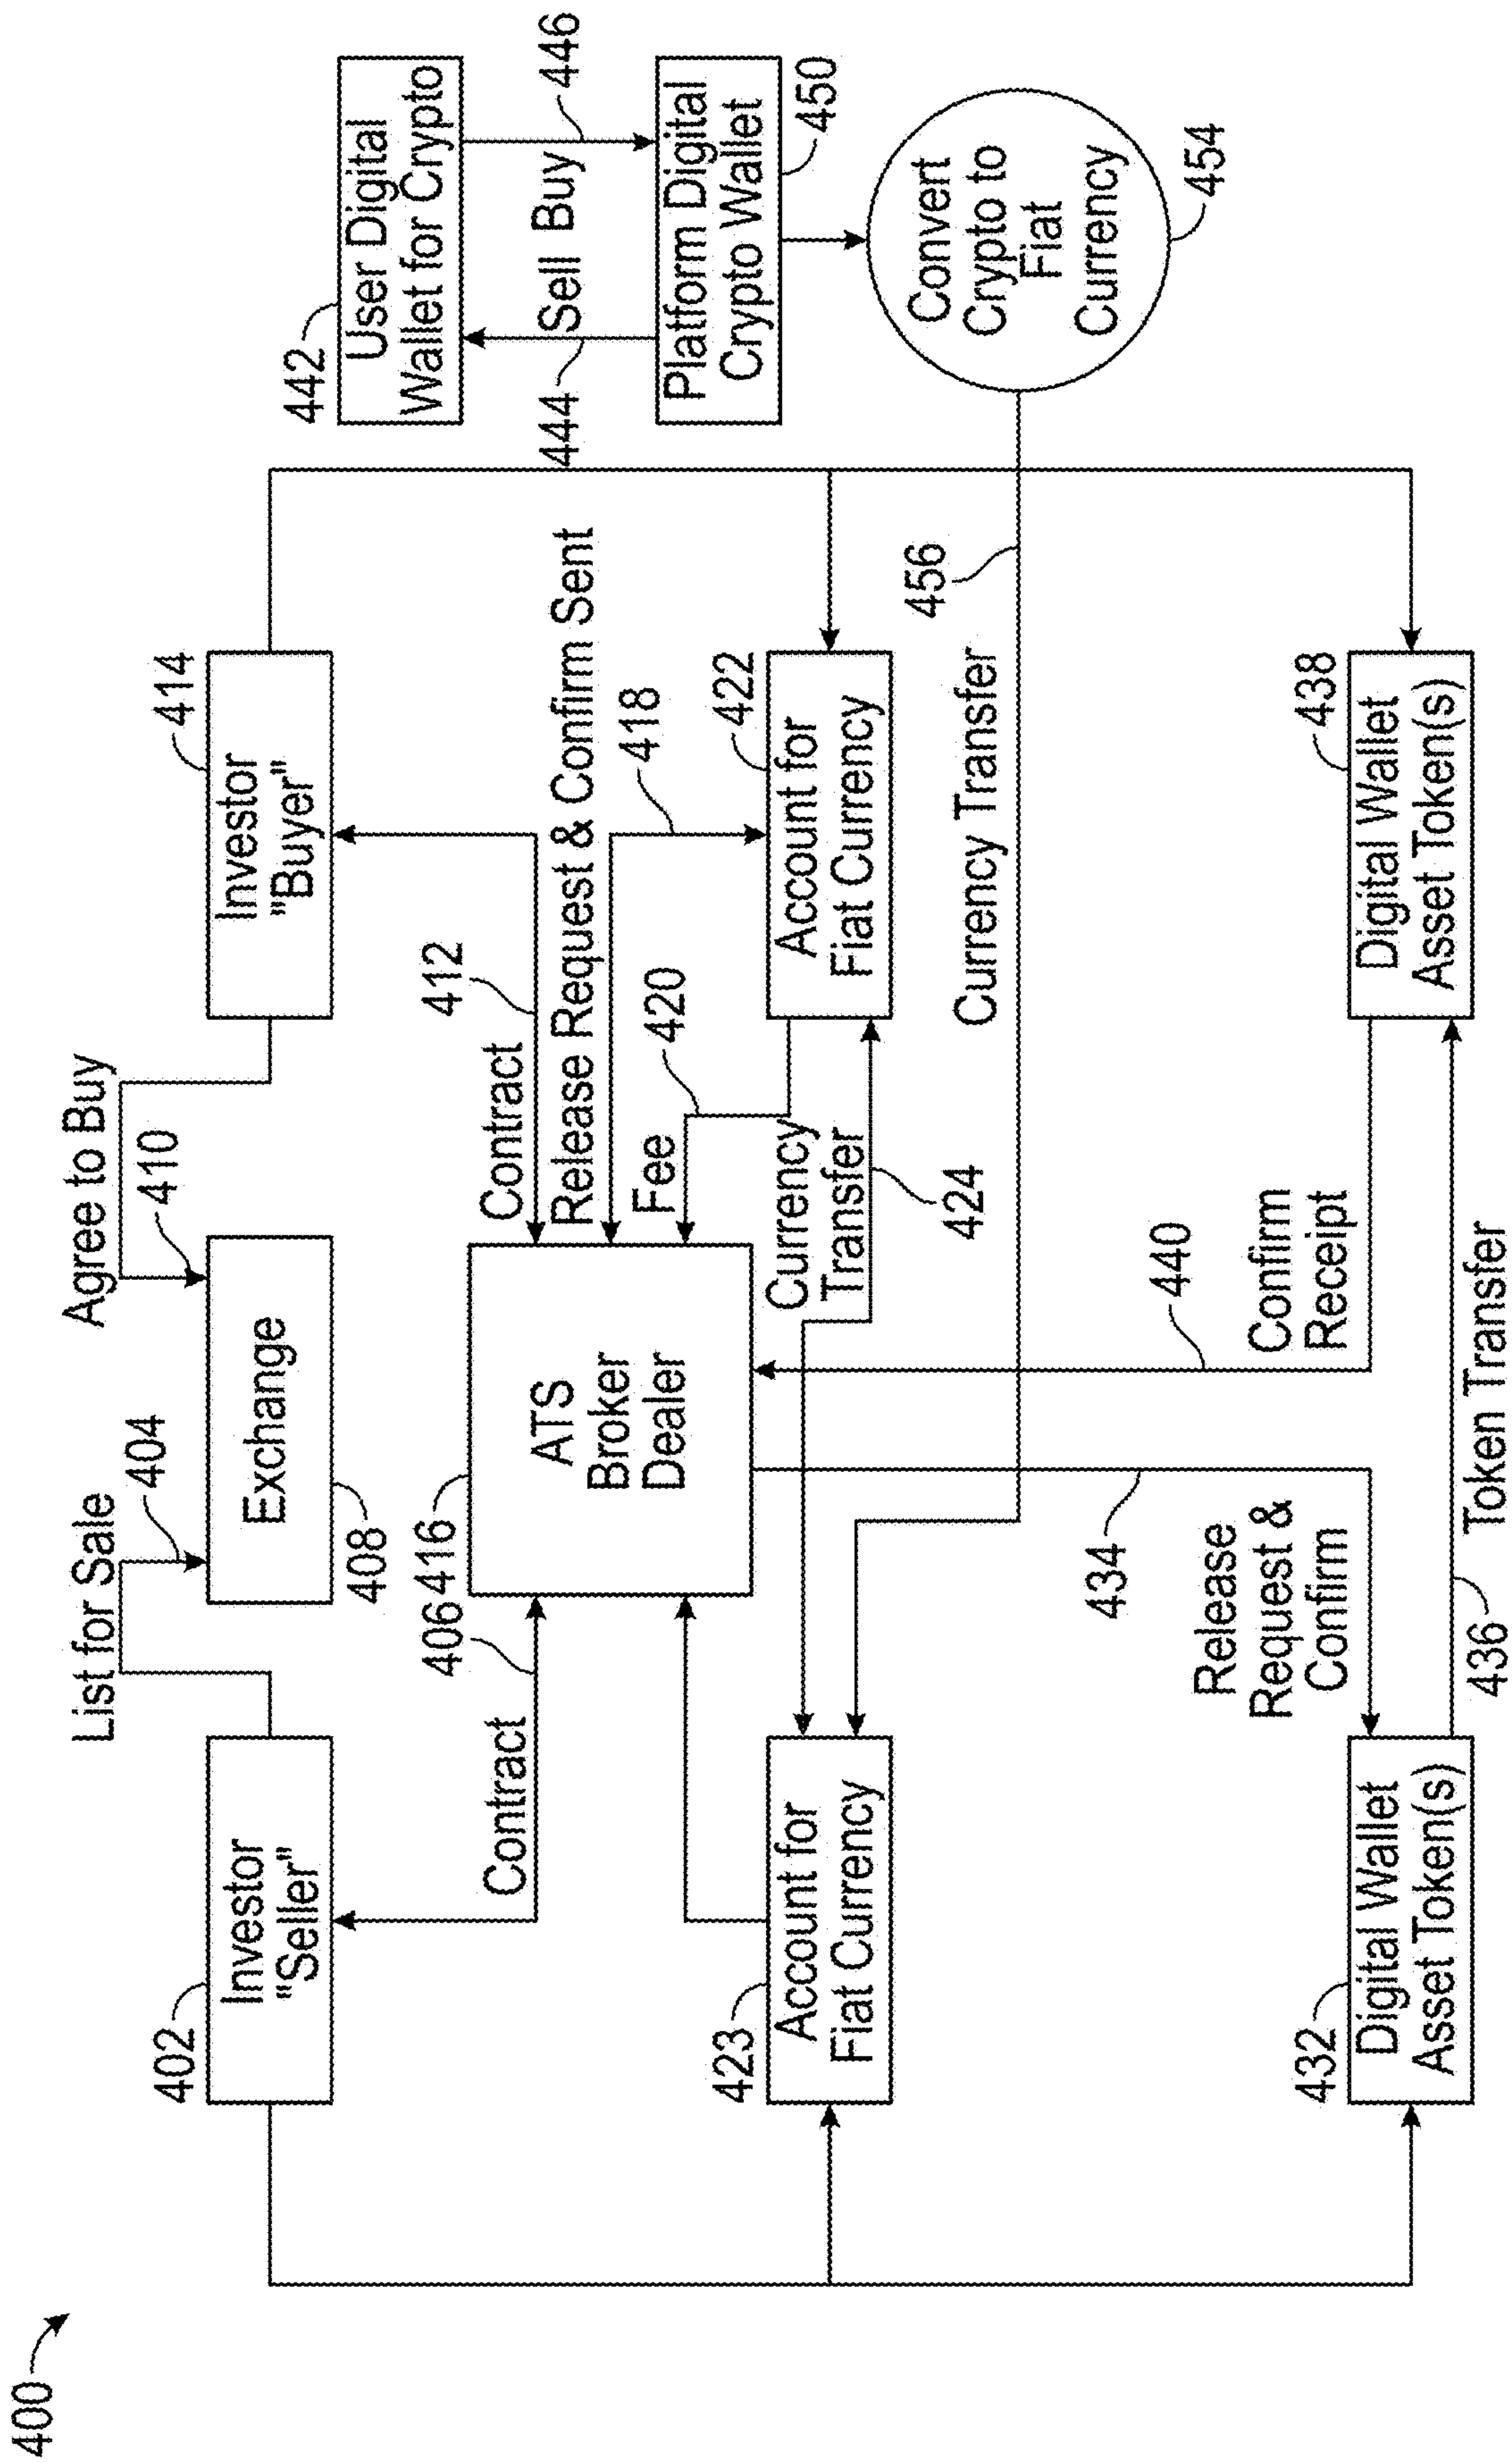 400
List for Sale
404
Agree to Buy
410
402
Investor
"Seller"
Exchange
408
Investor
"Buyer"
414
442
User Digital
Wallet for Crypto
Contract
406
416
ATS
Broker
Dealer
Contract
412
Release Request & Confirm Sent
418
Fee
420
444
Sell
Buy
446
423
Account for
Fiat Currency
Currency
Transfer
424
422
Account for
Fiat Currency
Platform Digital
Crypto Wallet
450
Currency Transfer
456
Convert
Crypto to
Fiat
Currency
454
434
Release
Request &
Confirm
440
Confirm
Receipt
432
Digital Wallet
Asset Token(s)
436
Token Transfer
438
Digital Wallet
Asset Token(s)